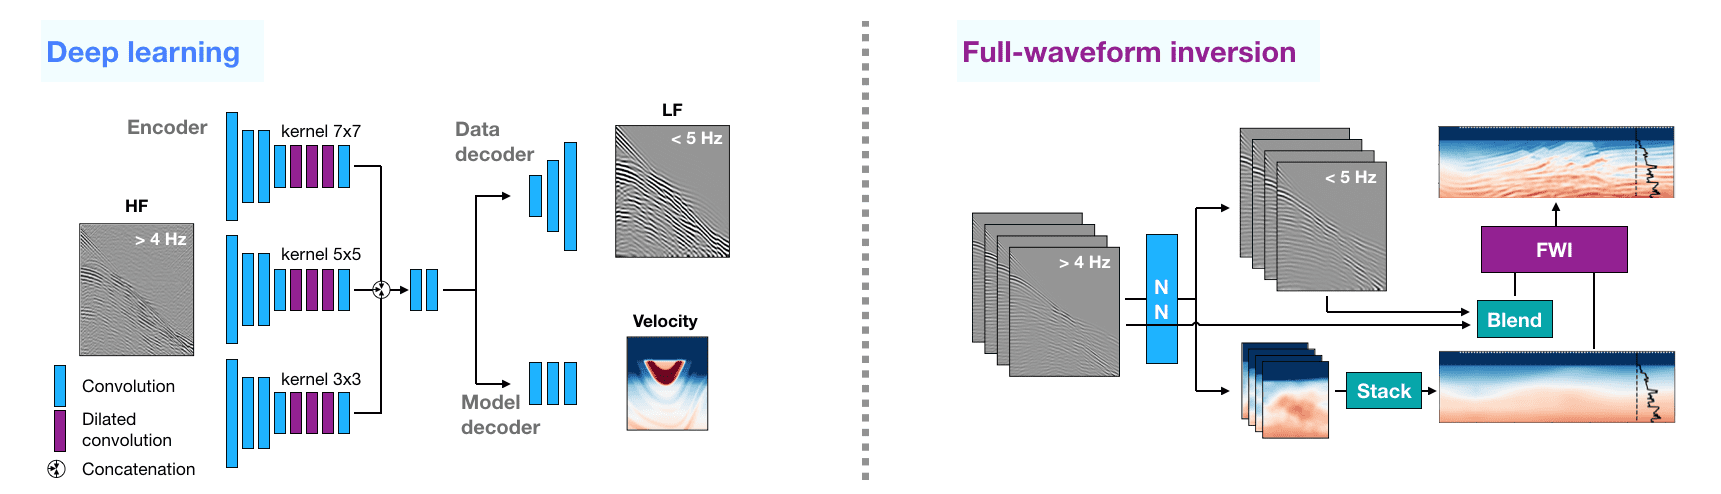 Deep learning
Encoder
kernel 7x7
HF
> 4 Hz
kernel 5x5
kernel 3x3
Data
decoder
LF
< 5 Hz
Velocity
Model
decoder
Convolution
Dilated
convolution
Concatenation
Full-waveform inversion
> 4 Hz
N
N
< 5 Hz
FWI
Blend
Stack